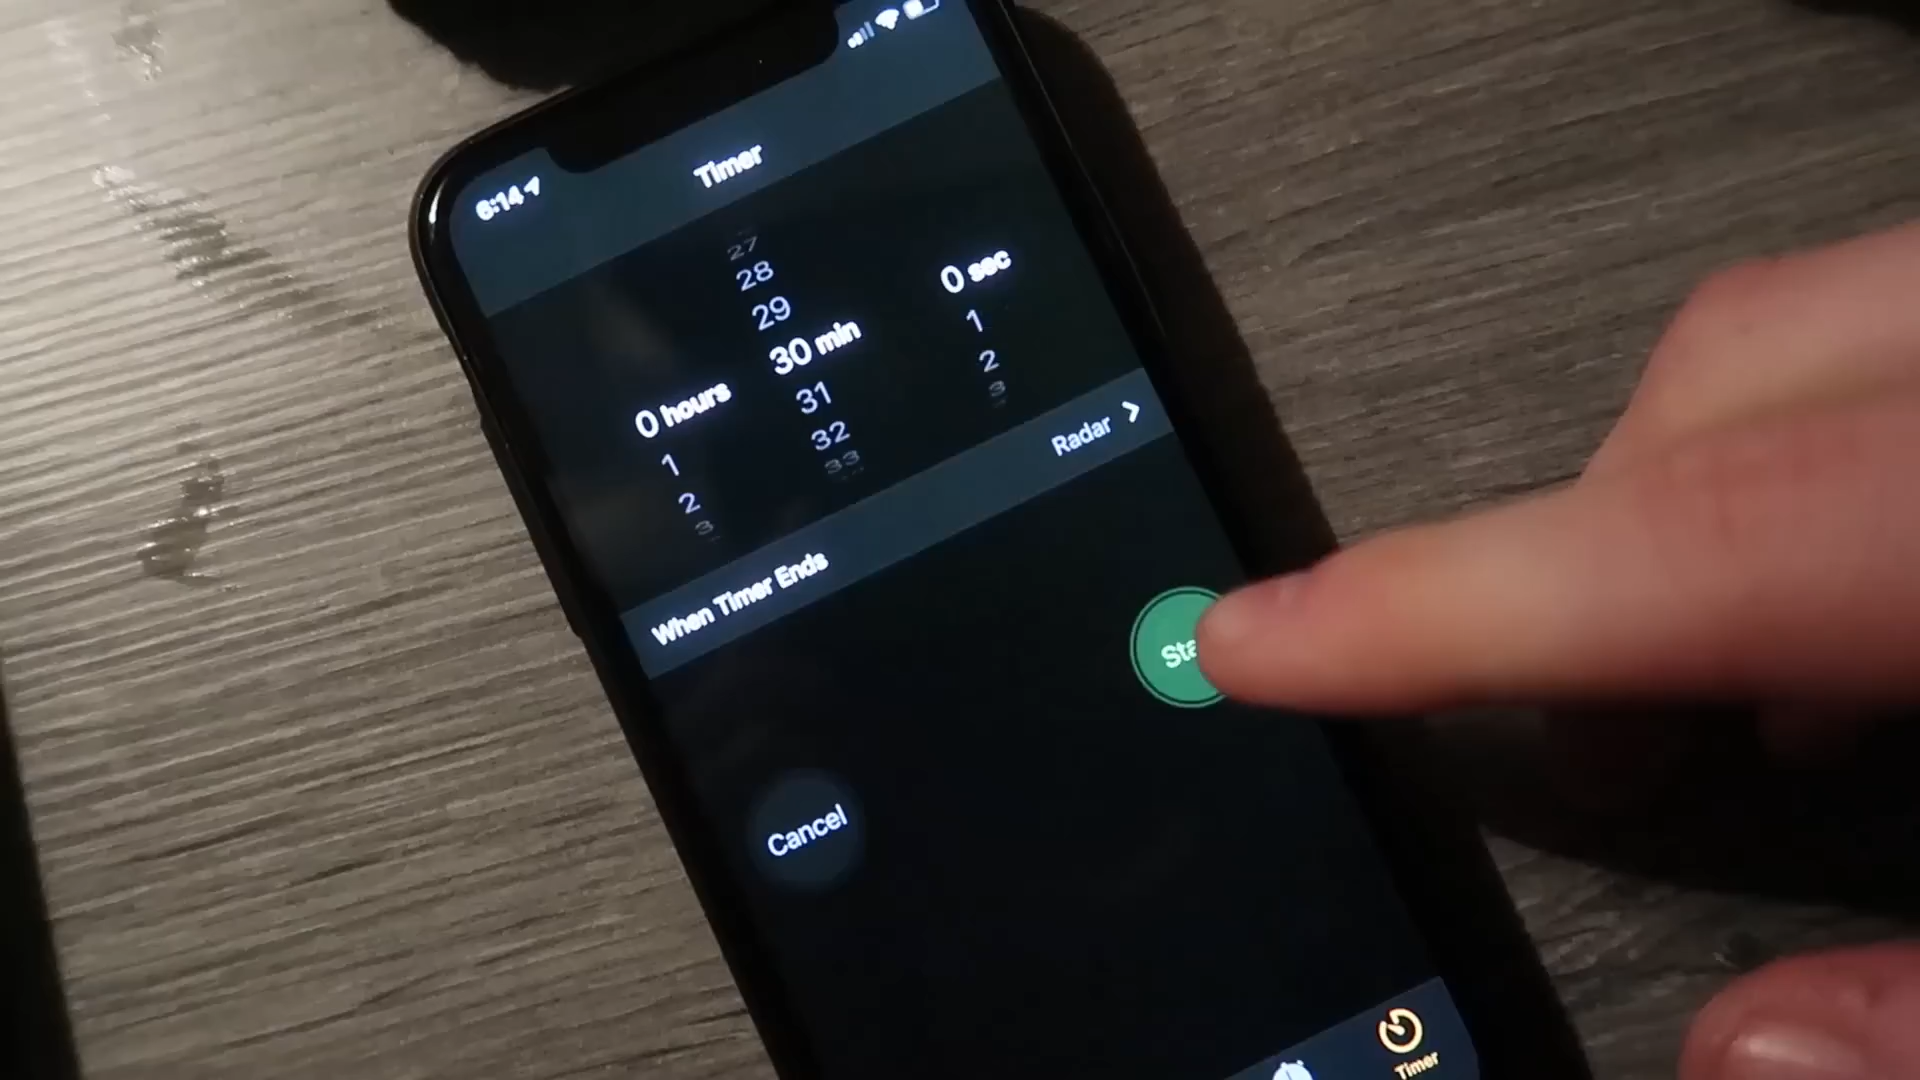 6:14
Timer
27
28
29
0 hours 30 min 0 sec
1 31 1
2 32 2
3 33 3
When Timer Ends Radar
Cancel
Timer